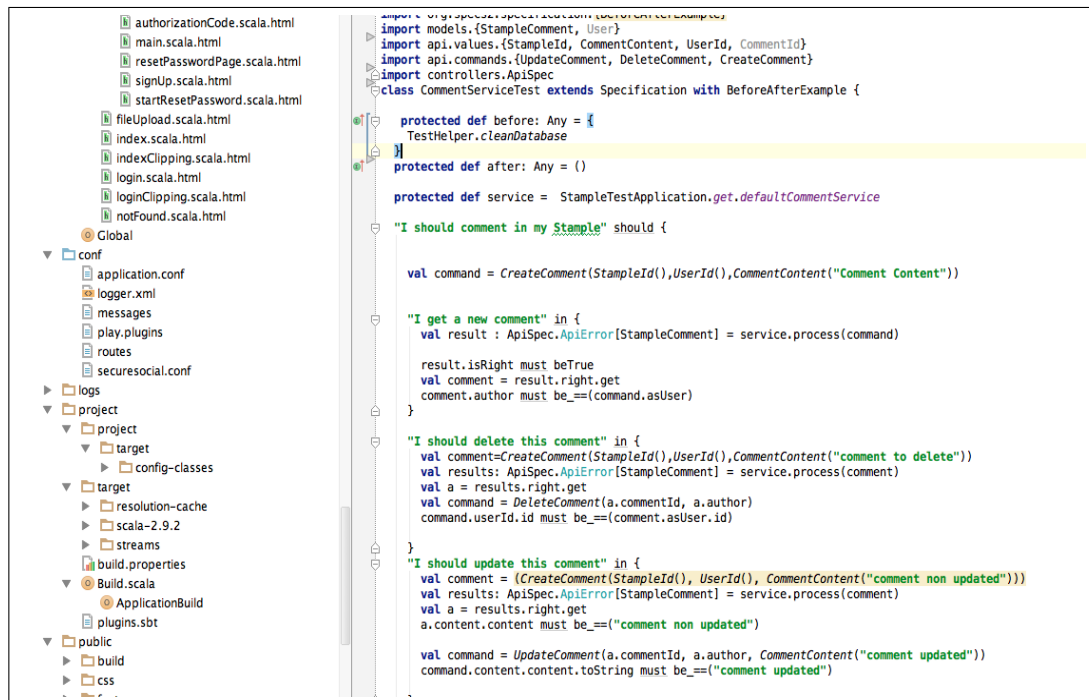 authorizationCode.scala.html
main.scala.html
resetPasswordPage.scala.html
signUp.scala.html
startResetPassword.scala.html
fileUpload.scala.html
index.scala.html
indexClipping.scala.html
login.scala.html
loginClipping.scala.html
notFound.scala.html
Global
conf
application.conf
logger.xml
messages
play.plugins
routes
securesocial.conf
logs
project
project
target
config-classes
target
resolution-cache
scala-2.9.2
streams
build.properties
Build.scala
ApplicationBuild
plugins.sbt
public
build
css
import org.specs2.specification.{BeforeAfterExample}
import models.{StampleComment, User}
import api.values.{StampleId, CommentContent, UserId, CommentId}
import api.commands.{UpdateComment, DeleteComment, CreateComment}
import controllers.ApiSpec
class CommentServiceTest extends Specification with BeforeAfterExample {
protected def before: Any = {
TestHelper.cleanDatabase
}
protected def after: Any = ()
protected def service =  StampleTestApplication.get.defaultCommentService
"I should comment in my Stample" should {
val command = CreateComment(StampleId(),UserId(),CommentContent("Comment Content"))
"I get a new comment" in {
val result : ApiSpec.ApiError[StampleComment] = service.process(command)
result.isRight must beTrue
val comment = result.right.get
comment.author must be_==(command.asUser)
}
"I should delete this comment" in {
val comment=CreateComment(StampleId(),UserId(),CommentContent("comment to delete"))
val results: ApiSpec.ApiError[StampleComment] = service.process(comment)
val a = results.right.get
val command = DeleteComment(a.commentId, a.author)
command.userId.id must be_==(comment.asUser.id)
}
"I should update this comment" in {
val comment = (CreateComment(StampleId(), UserId(), CommentContent("comment non updated")))
val results: ApiSpec.ApiError[StampleComment] = service.process(comment)
val a = results.right.get
a.content.content must be_==("comment non updated")
val command = UpdateComment(a.commentId, a.author, CommentContent("comment updated"))
command.content.content.toString must be_==("comment updated")